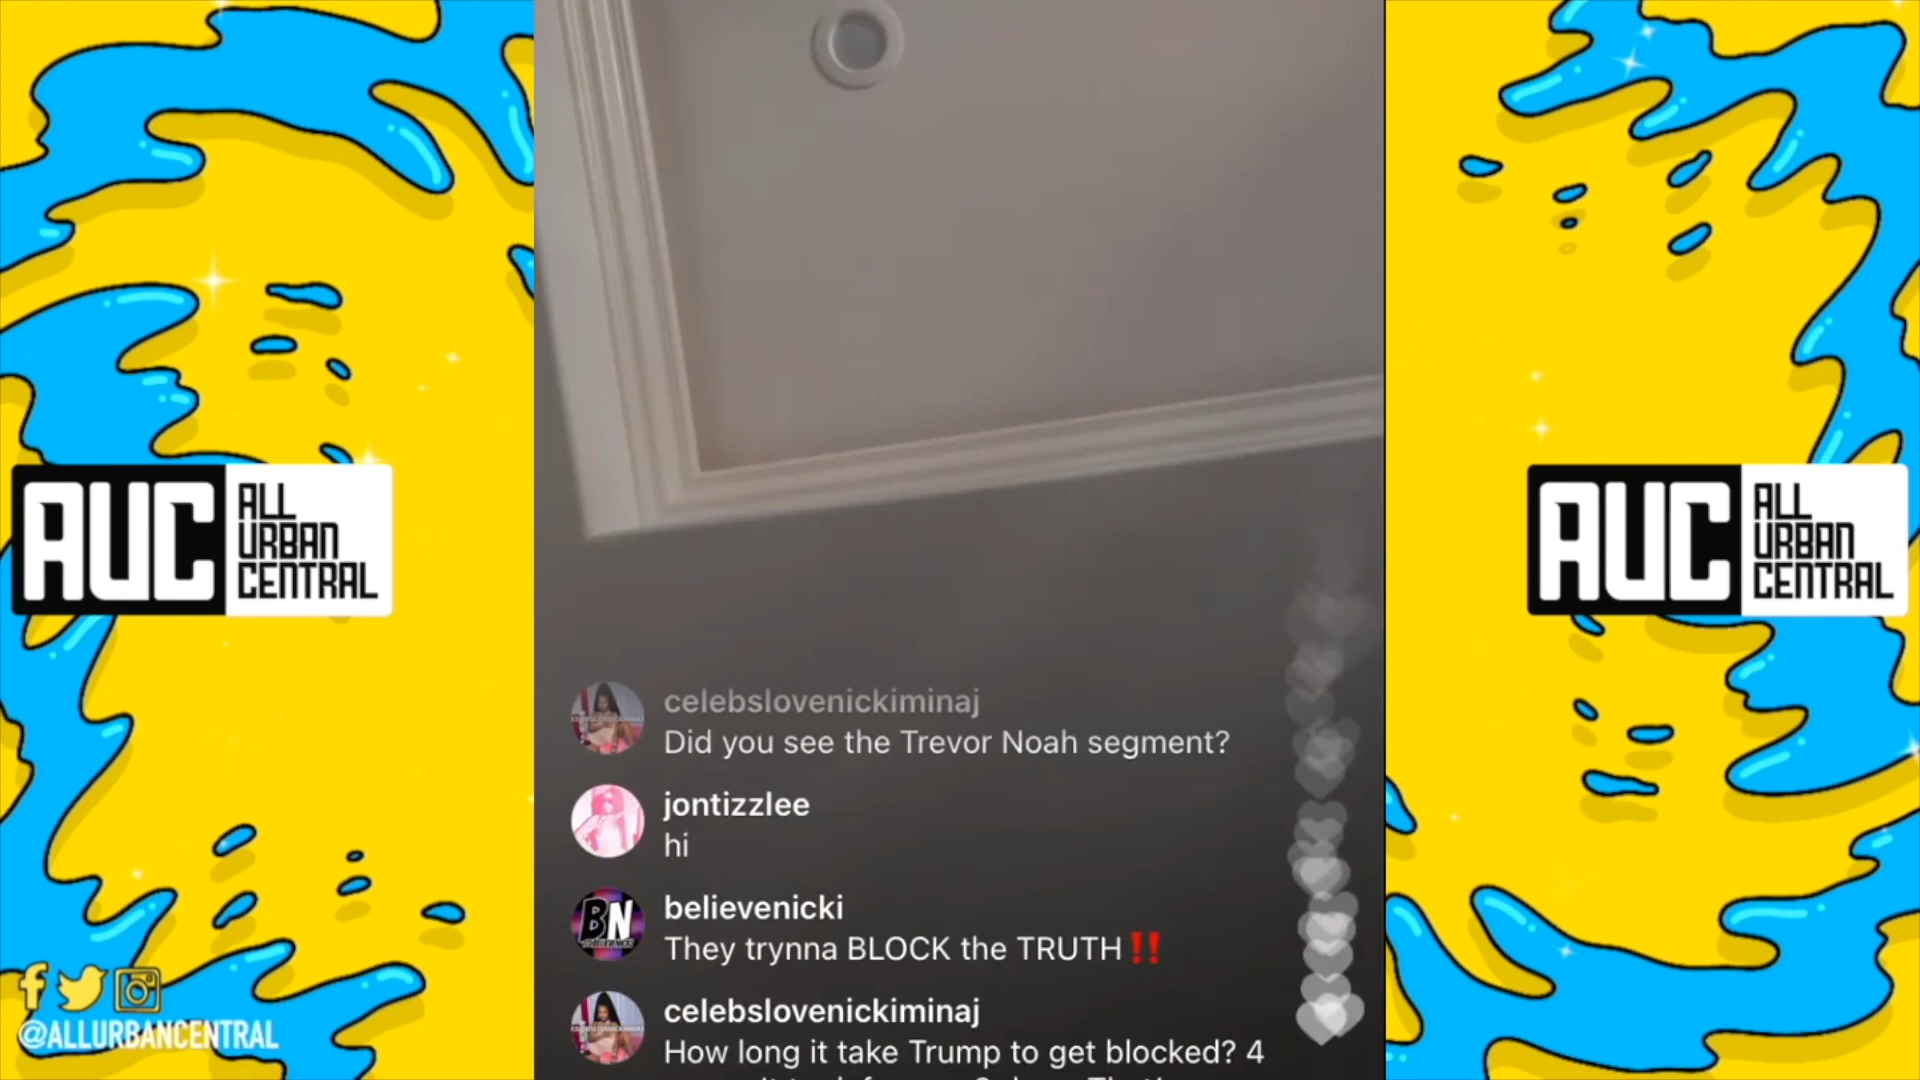 AUC
ALL
URBAN
CENTRAL
AUC
ALL
URBAN
CENTRAL
celebslovenickiminaj
Did you see the Trevor Noah segment?
jontizzlee
hi
believenicki
BN
They trynna BLOCK the TRUTH‼️
celebslovenickiminaj
How long it take Trump to get blocked? 4
@ALLURBANCENTRAL